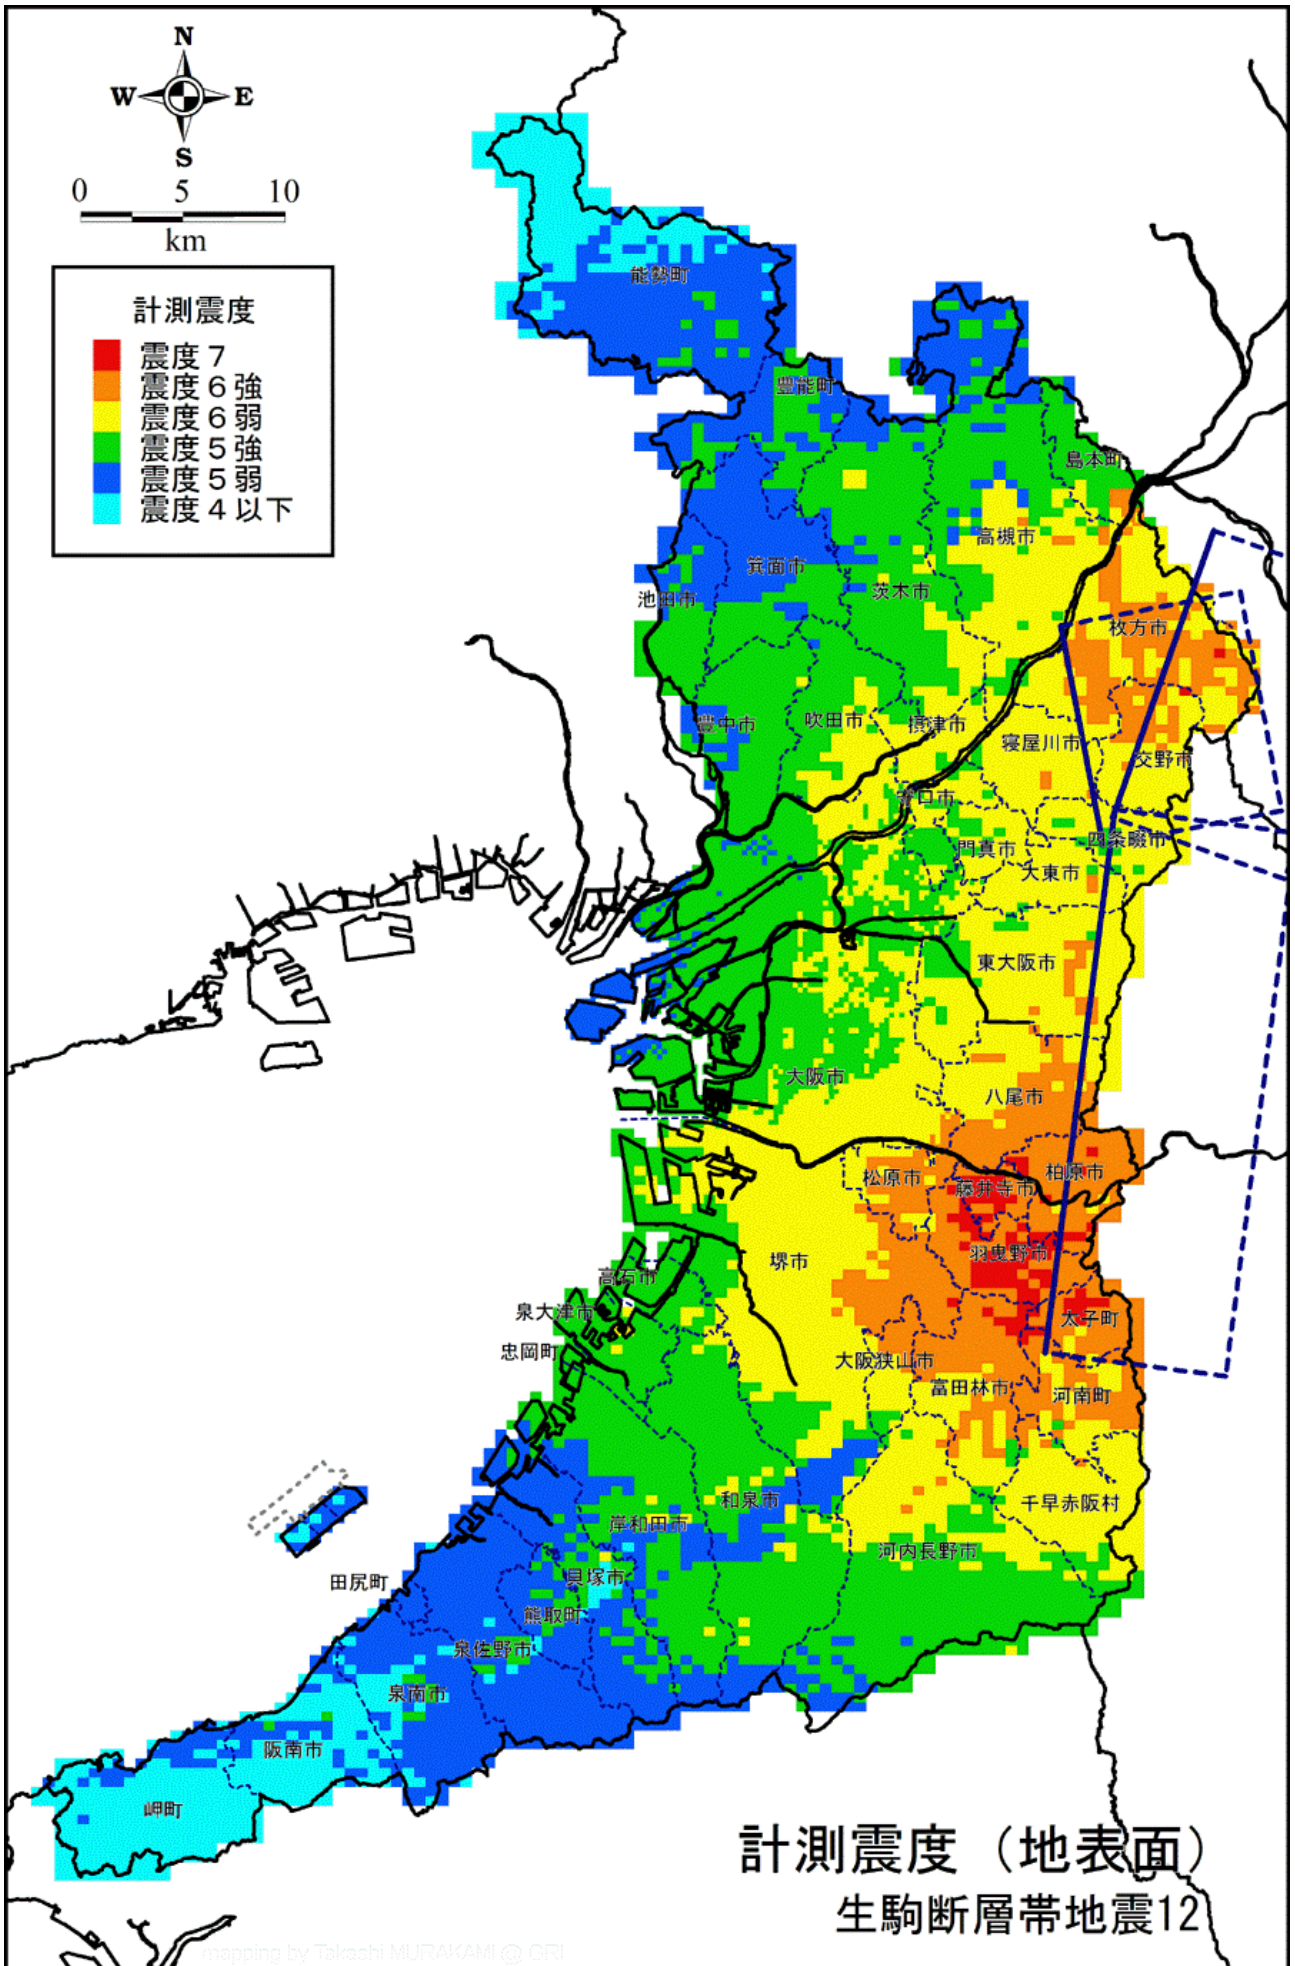 N
W E
S
0 5 10
km
計測震度
震度７
震度６強
震度６弱
震度５強
震度５弱
震度４以下
能勢町
豊能町
島本町
高槻市
箕面市
茨木市
池田市
枚方市
豊中市
吹田市
摂津市
寝屋川市
交野市
守口市
四条畷市
門真市
大東市
東大阪市
大阪市
八尾市
柏原市
松原市
藤井寺市
羽曳野市
堺市
高石市
泉大津市
太子町
忠岡町
大阪狭山市
富田林市
河南町
和泉市
千早赤阪村
岸和田市
河内長野市
貝塚市
田尻町
熊取町
泉佐野市
泉南市
阪南市
岬町
計測震度（地表面）
生駒断層帯地震12
mapping by Takashi MURAKAMI @ GRI